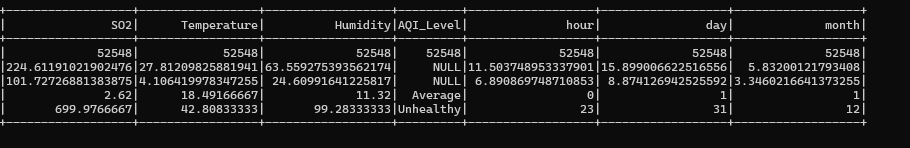 | SO2| Temperature| Humidity|AQI_Level| hour| day| month|
| 52548| 52548| 52548| 52548| 52548| 52548| 52548|
|224.61191021902476|27.81209825881941|63.559275393562174| NULL|11.503748953337901|15.899006622516556| 5.83200121793408|
|101.72726881383875|4.106419978347255| 24.60991641225817| NULL| 6.890869748710853| 8.874126942525592|3.3460216641373255|
| 2.62| 18.49166667| 11.32| Average| 0| 1| 1|
| 699.9766667| 42.80833333| 99.28333333|Unhealthy| 23| 31| 12|